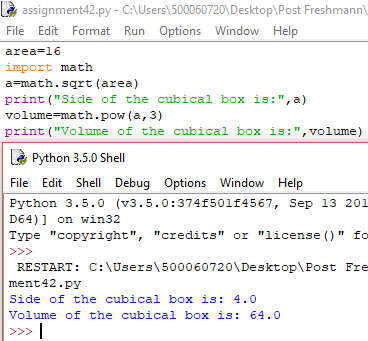 assignment42.py - C:\Users\500060720\Desktop\Post Freshmann/
File Edit Format Run Options Window Help
area=16
import math
a=math.sqrt(area)
print("Side of the cubical box is:",a)
volume=math.pow(a,3)
print("Volume of the cubical box is:",volume)
Python 3.5.0 Shell
File Edit Shell Debug Options Window Help
Python 3.5.0 (v3.5.0:374f501f4567, Sep 13 201
D64)] on win32
Type "copyright", "credits" or "license()" fo
>>>
RESTART: C:\Users\500060720\Desktop\Post Fre
ment42.py
Side of the cubical box is: 4.0
Volume of the cubical box is: 64.0
>>>